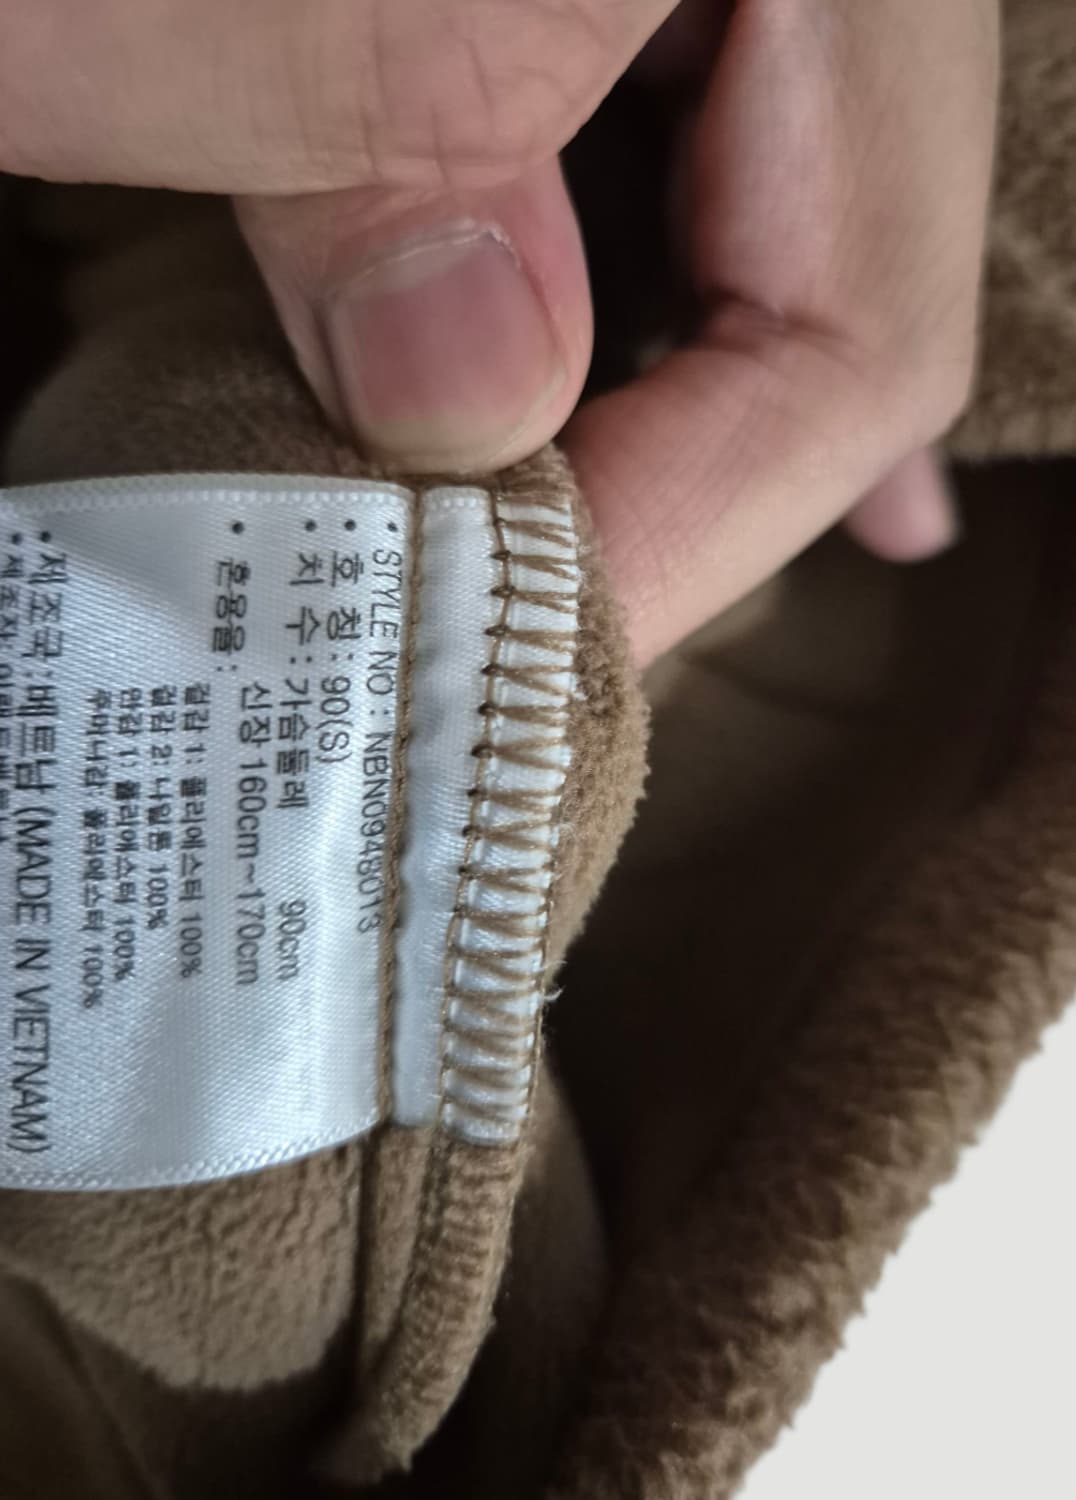 • STYLE NO : NBN0948013
• 호 칭 : 90(S)
• 치 수 : 가슴둘레 90cm
신장 160cm~170cm
• 혼용율 :
겉감 1: 폴리에스터 100%
겉감 2: 나일론 100%
안감 1: 폴리에스터 100%
주머니감: 폴리에스터 100%
• 제조국 : 베트남 (MADE IN VIETNAM)